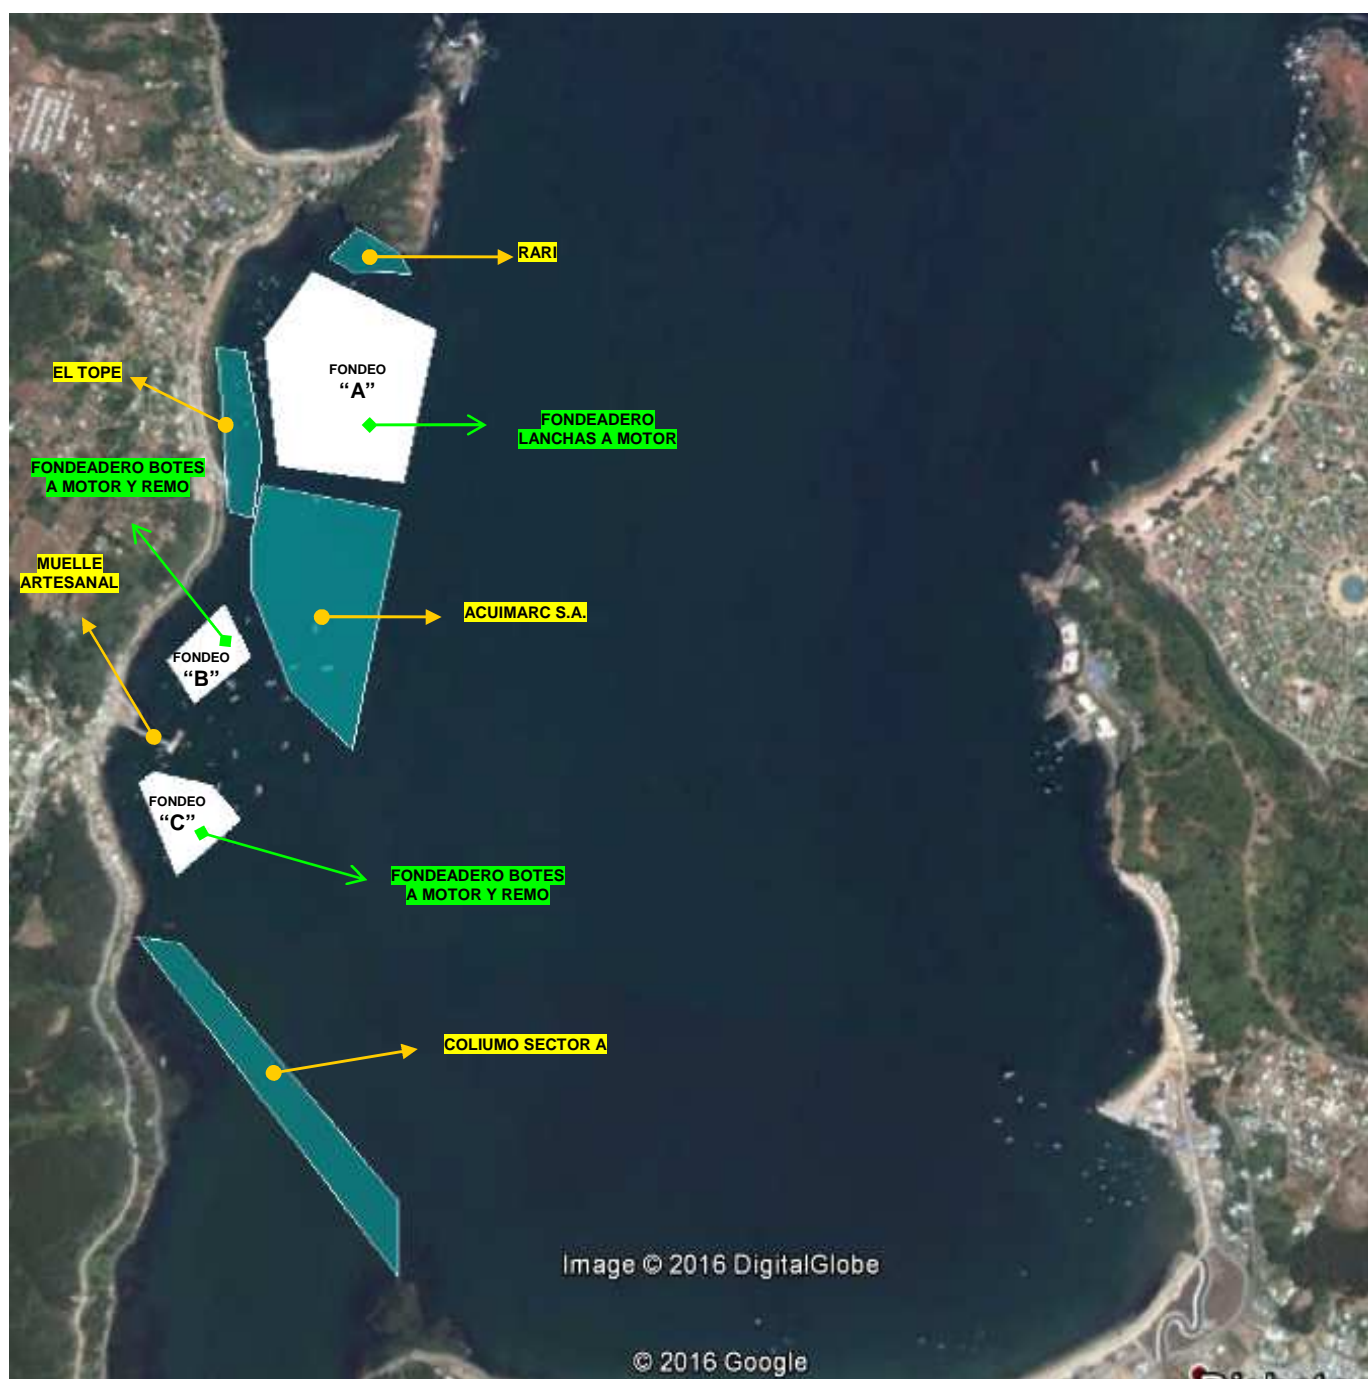 RARI
EL TOPE
FONDEO
“A”
FONDEADERO
LANCHAS A MOTOR
FONDEADERO BOTES
A MOTOR Y REMO
MUELLE
ARTESANAL
ACUIMARC S.A.
FONDEO
“B”
FONDEO
“C”
FONDEADERO BOTES
A MOTOR Y REMO
COLIUMO SECTOR A
Image © 2016 DigitalGlobe
© 2016 Google